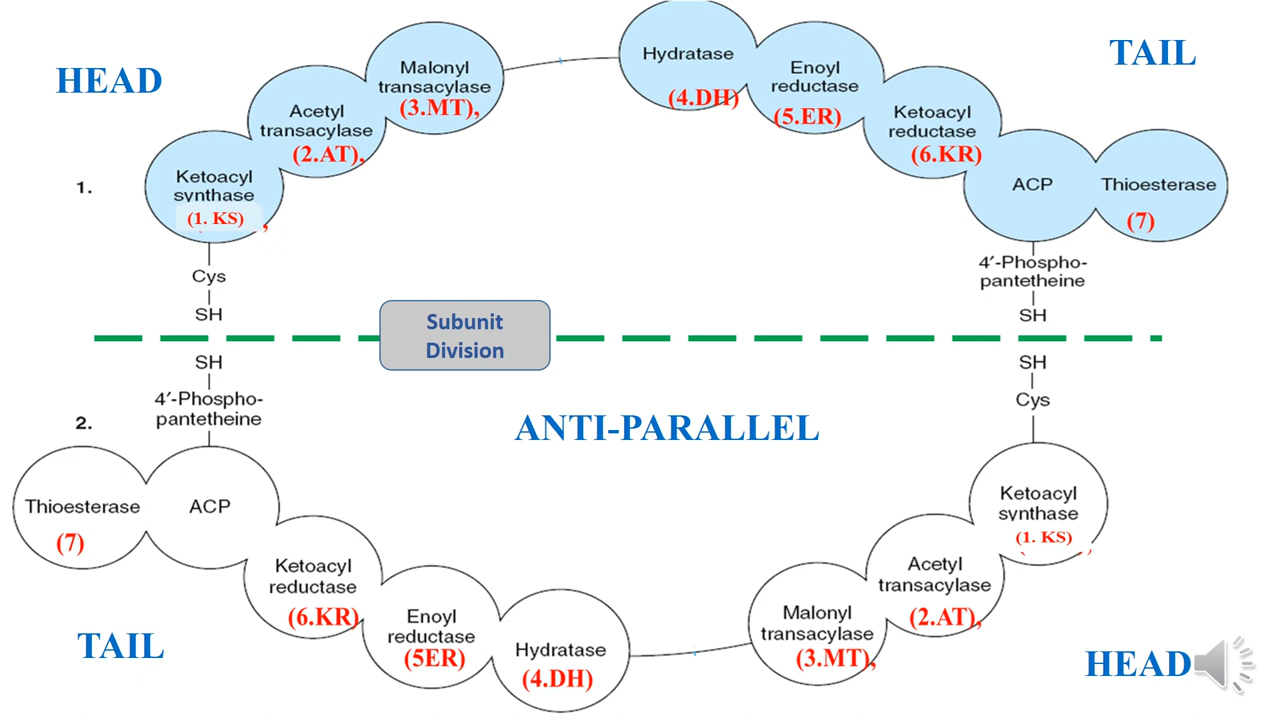 HEAD
TAIL
Malonyl
transacylase
(3.MT),
Hydratase
(4.DH)
Enoyl
reductase
(5.ER)
Acetyl
transacylase
(2.AT),
Ketoacyl
reductase
(6.KR)
1.
Ketoacyl
synthase
(1. KS)
,
ACP
Thioesterase
(7)
Cys
SH
4′-Phospho-
pantetheine
SH
Subunit
Division
SH
4′-Phospho-
pantetheine
SH
Cys
2.
ANTI-PARALLEL
Thioesterase
(7)
ACP
Ketoacyl
synthase
(1. KS)
Ketoacyl
reductase
(6.KR)
Enoyl
reductase
(5ER)
Hydratase
(4.DH)
Malonyl
transacylase
(3.MT),
Acetyl
transacylase
(2.AT),
TAIL
HEAD